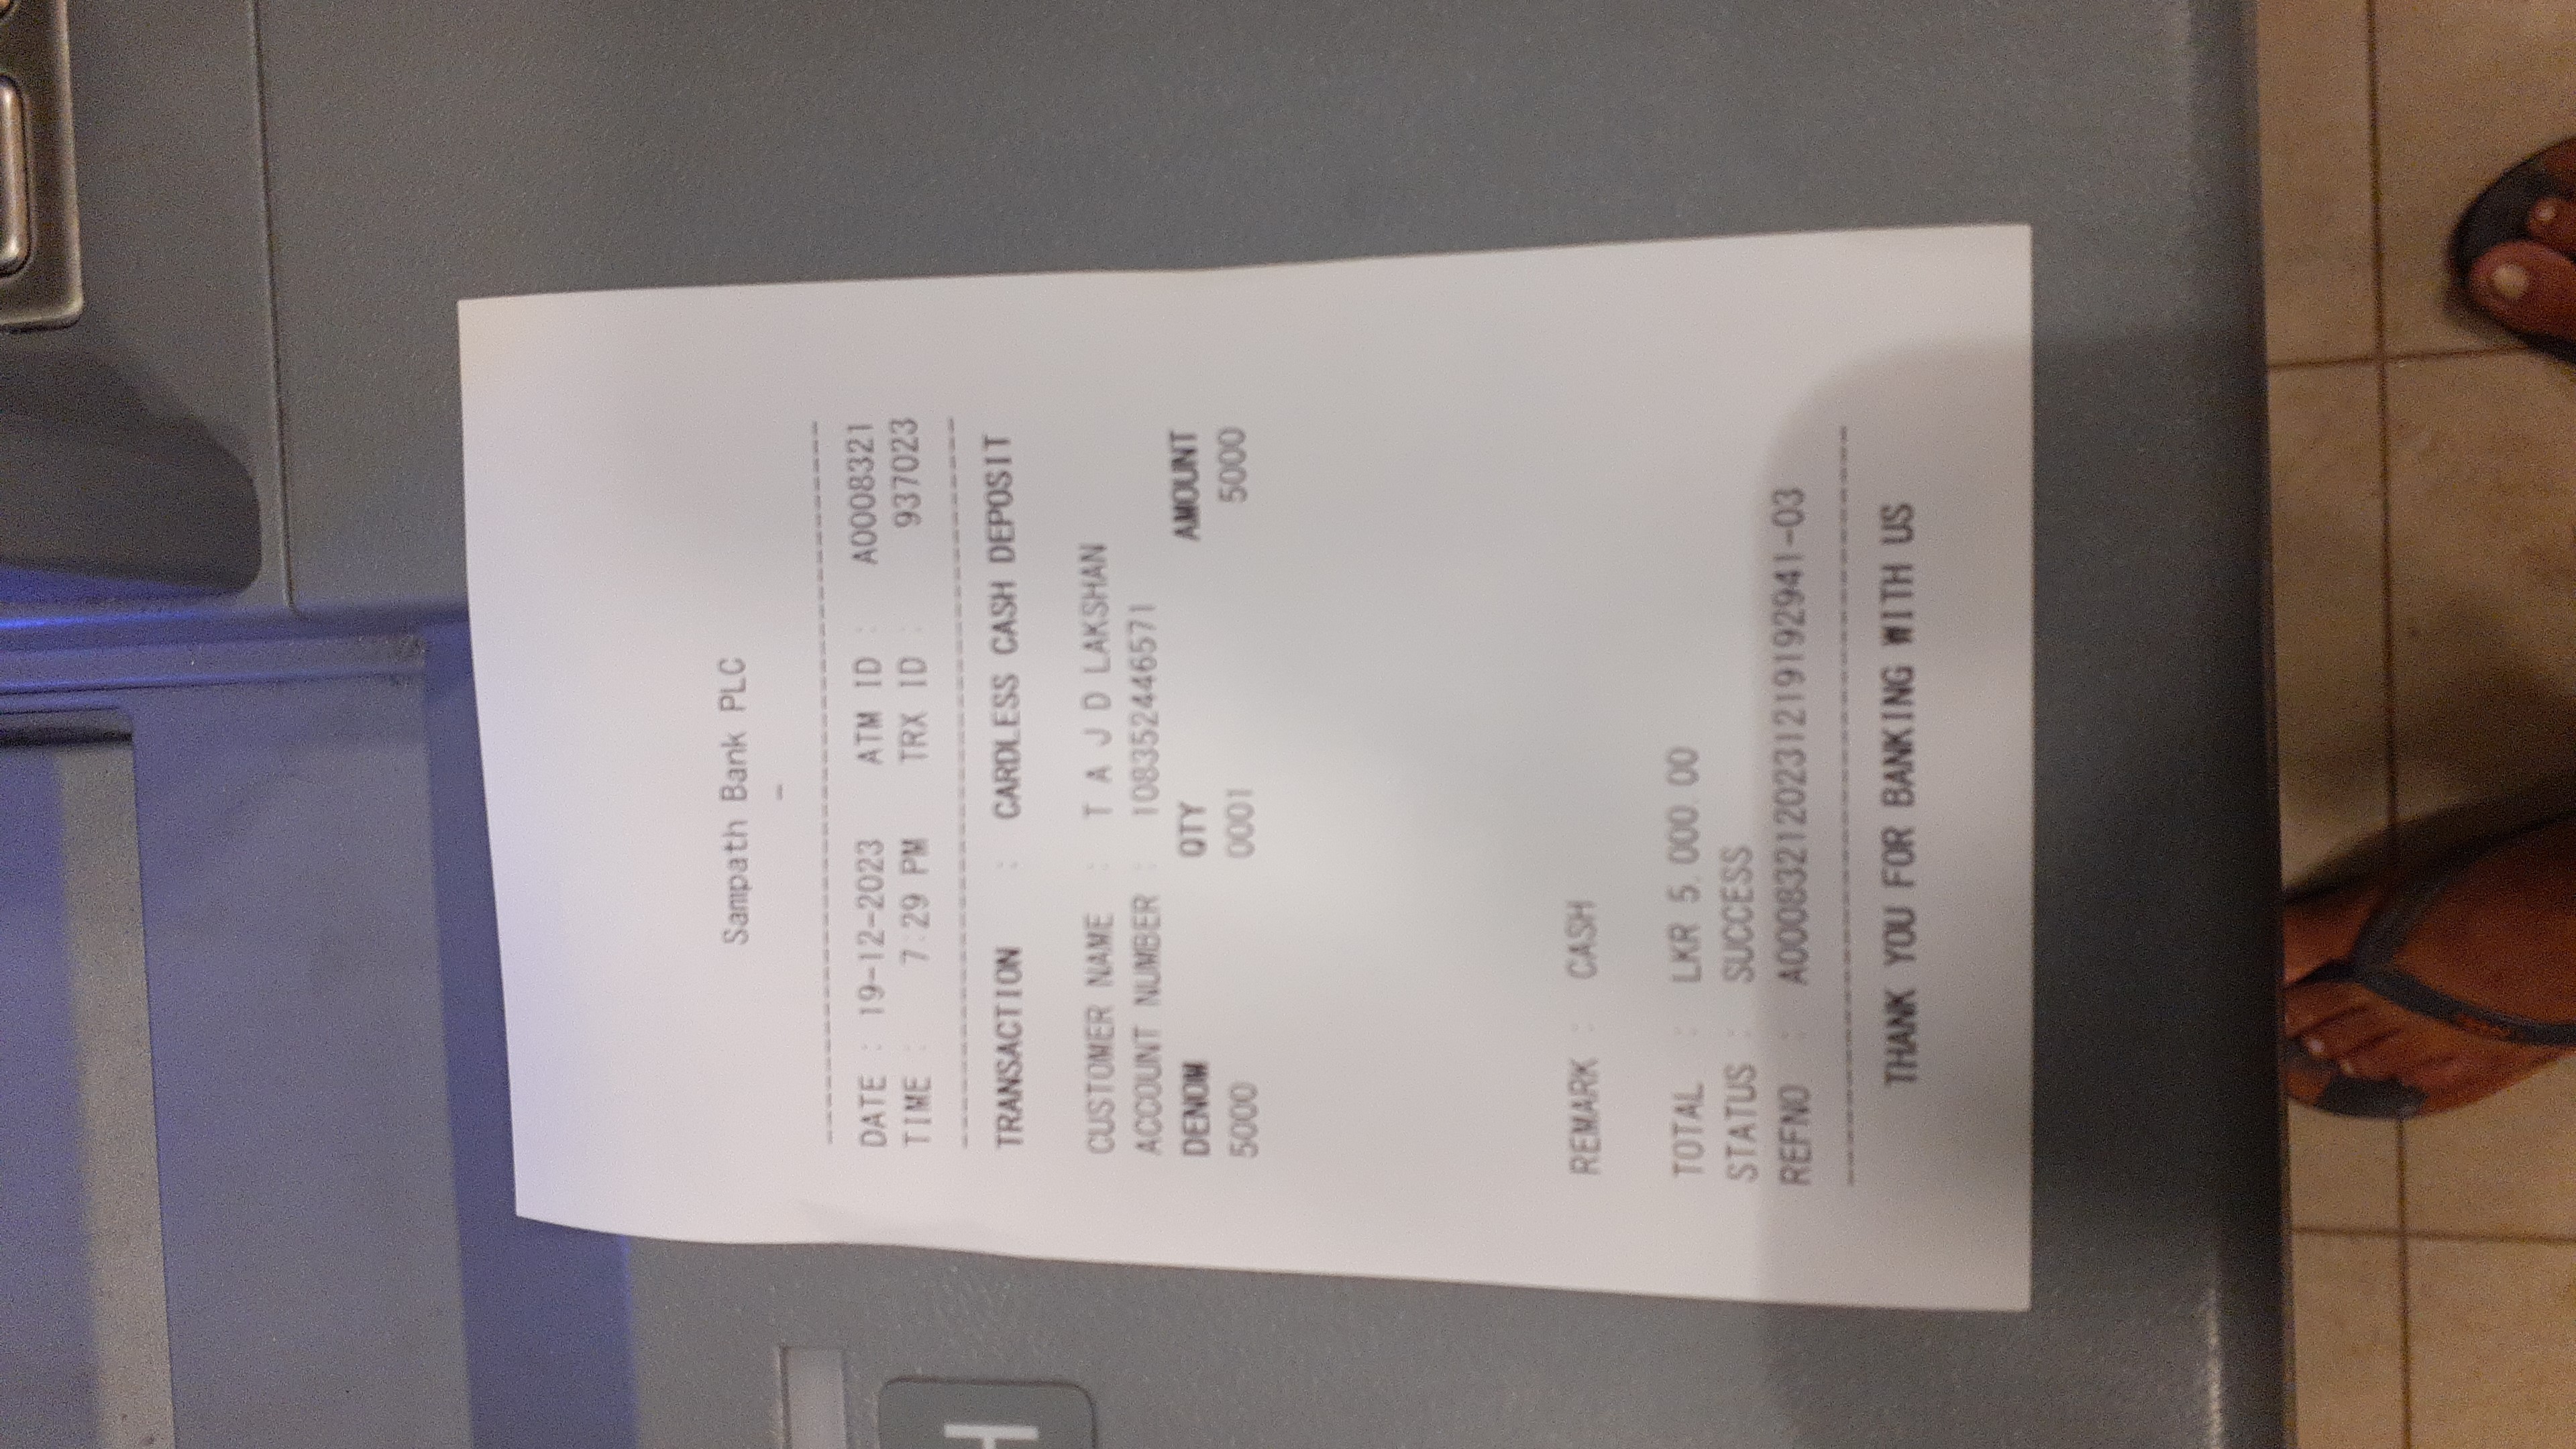 Sampath Bank PLC
-
------------------------------------------
DATE : 19-12-2023 ATM ID : A0008321
TIME : 7:29 PM TRX ID : 937023
------------------------------------------
TRANSACTION : CARDLESS CASH DEPOSIT
CUSTOMER NAME : T A J D LAKSHAN
ACCOUNT NUMBER : 108352446571
DENOM QTY AMOUNT
5000 0001 5000
REMARK : CASH
TOTAL : LKR 5,000.00
STATUS : SUCCESS
REFNO : A00083212023121919292941-03
------------------------------------------
THANK YOU FOR BANKING WITH US